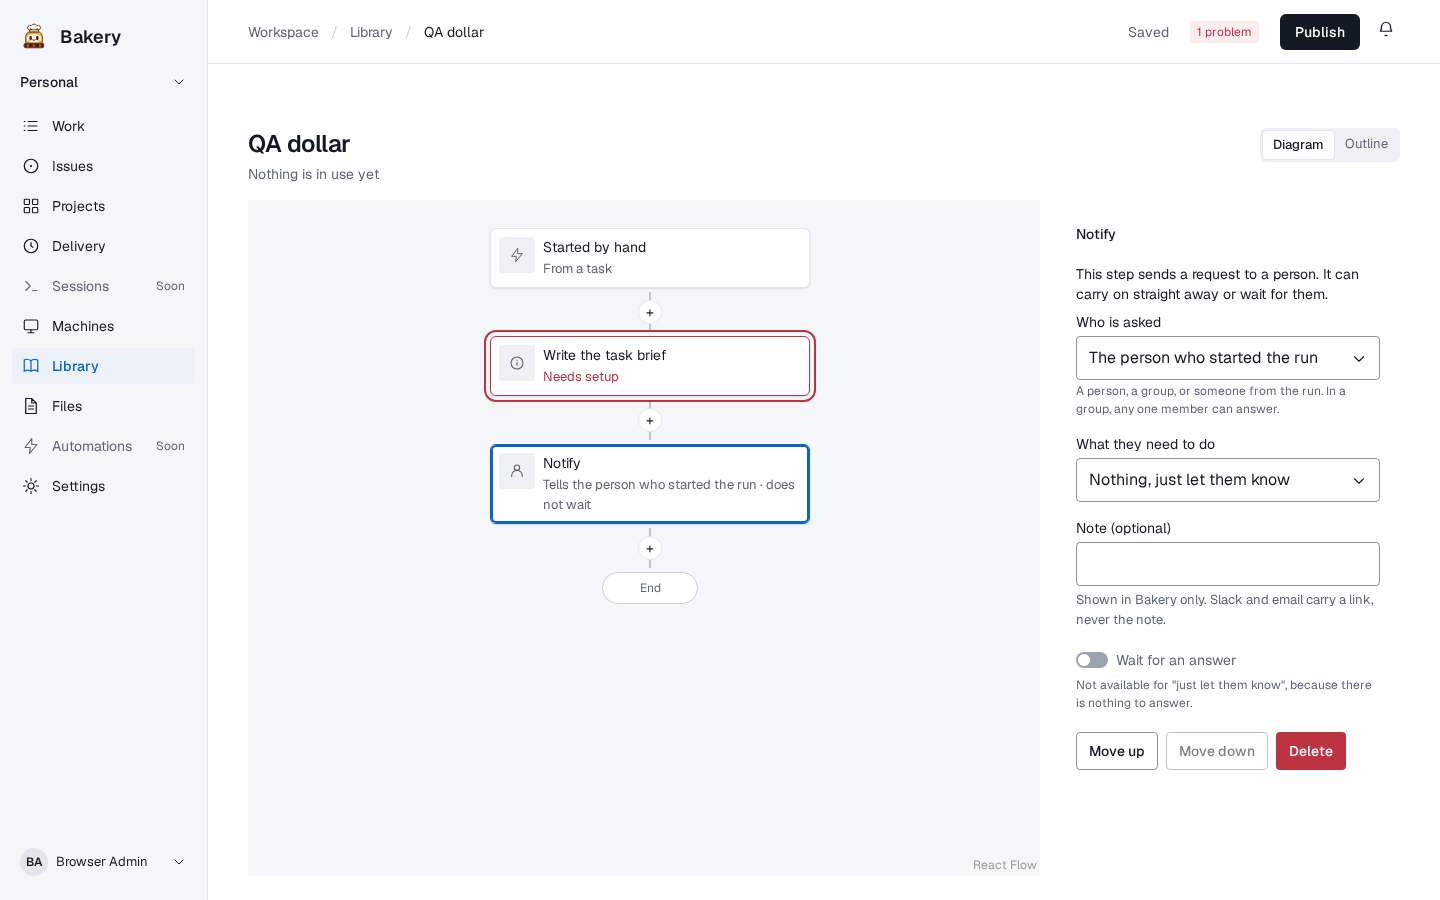 Bakery
Workspace / Library / QA dollar
Saved
1 problem
Publish
Personal
Work
Issues
Projects
Delivery
Sessions Soon
Machines
Library
Files
Automations Soon
Settings
BA Browser Admin
QA dollar
Nothing is in use yet
Diagram Outline
Started by hand
From a task
+
Write the task brief
Needs setup
+
Notify
Tells the person who started the run · does
not wait
+
End
React Flow
Notify
This step sends a request to a person. It can
carry on straight away or wait for them.
Who is asked
The person who started the run
A person, a group, or someone from the run. In a
group, any one member can answer.
What they need to do
Nothing, just let them know
Note (optional)
Shown in Bakery only. Slack and email carry a link,
never the note.
Wait for an answer
Not available for "just let them know", because there
is nothing to answer.
Move up Move down Delete